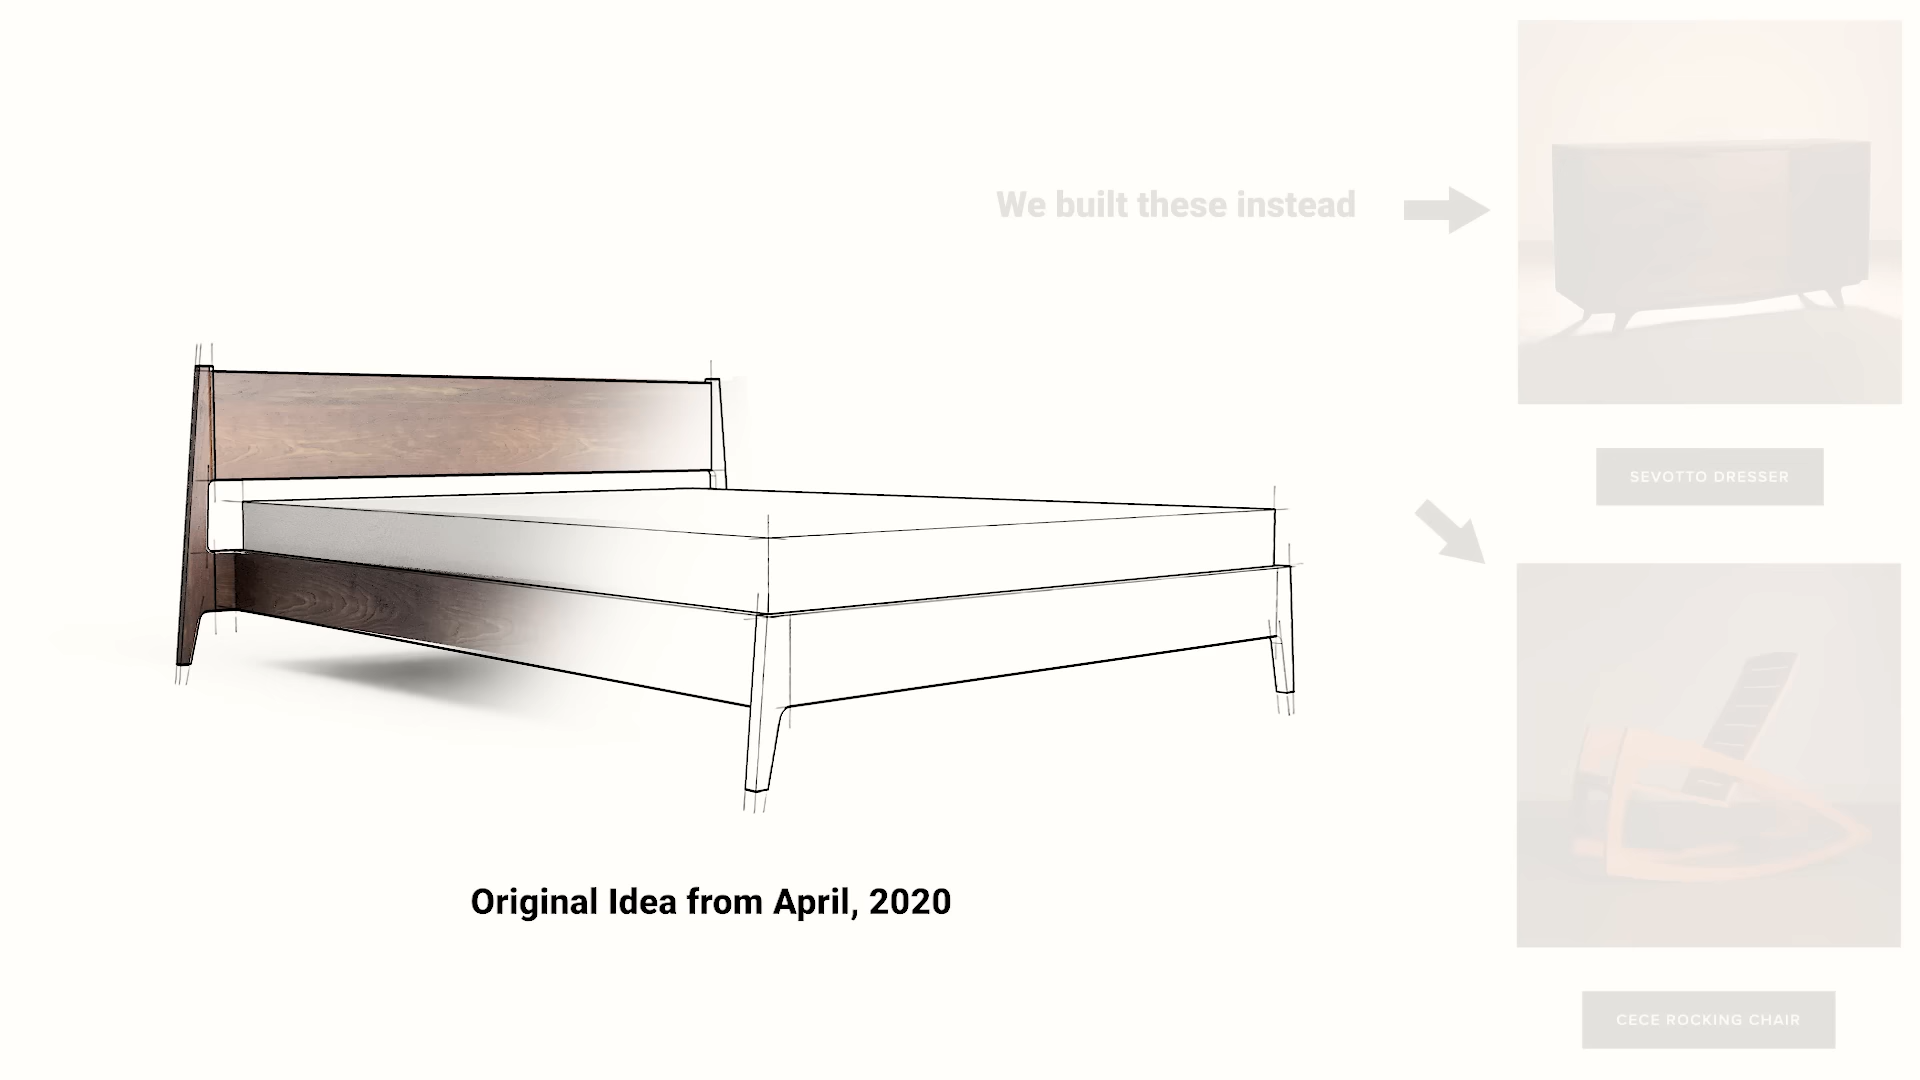 We built these instead
SEVOTTO DRESSER
Original Idea from April, 2020
CECE ROCKING CHAIR